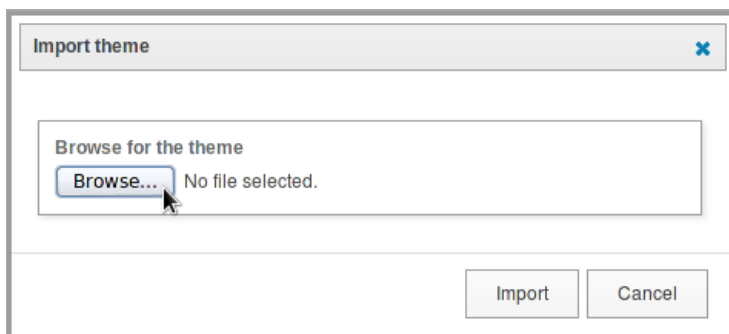 Import theme
Browse for the theme
Browse... No file selected.
Import Cancel